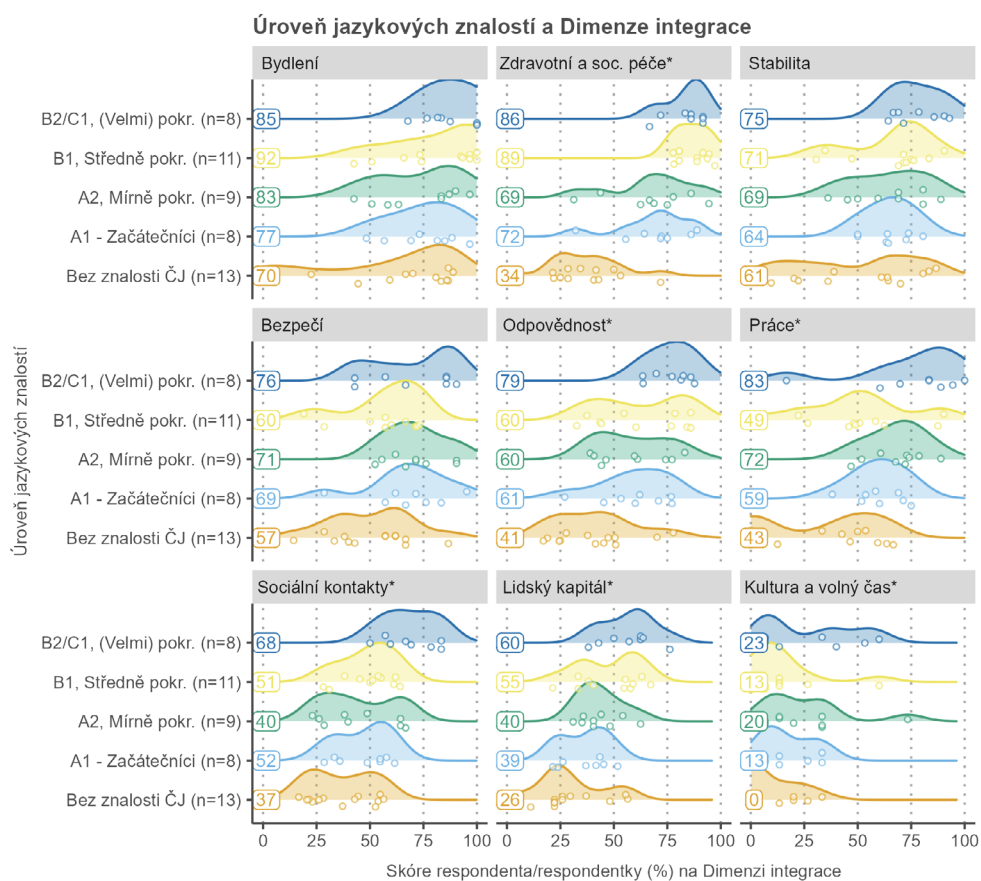 Úroveň jazykových znalostí a Dimenze integrace
Bydlení
Zdravotní a soc. péče*
Stabilita
B2/C1, (Velmi) pokr. (n=8)
85
86
75
B1, Středně pokr. (n=11)
92
89
71
A2, Mírně pokr. (n=9)
83
69
69
A1 - Začátečníci (n=8)
77
72
64
Bez znalosti ČJ (n=13)
70
34
61
Bezpečí
Odpovědnost*
Práce*
B2/C1, (Velmi) pokr. (n=8)
76
79
83
B1, Středně pokr. (n=11)
60
60
49
A2, Mírně pokr. (n=9)
71
60
72
A1 - Začátečníci (n=8)
69
61
59
Bez znalosti ČJ (n=13)
57
41
43
Úroveň jazykových znalostí
Sociální kontakty*
Lidský kapitál*
Kultura a volný čas*
B2/C1, (Velmi) pokr. (n=8)
68
60
23
B1, Středně pokr. (n=11)
51
55
13
A2, Mírně pokr. (n=9)
40
40
20
A1 - Začátečníci (n=8)
52
39
13
Bez znalosti ČJ (n=13)
37
26
0
0 25 50 75 100
0 25 50 75 100
0 25 50 75 100
Skóre respondenta/respondentky (%) na Dimenzi integrace